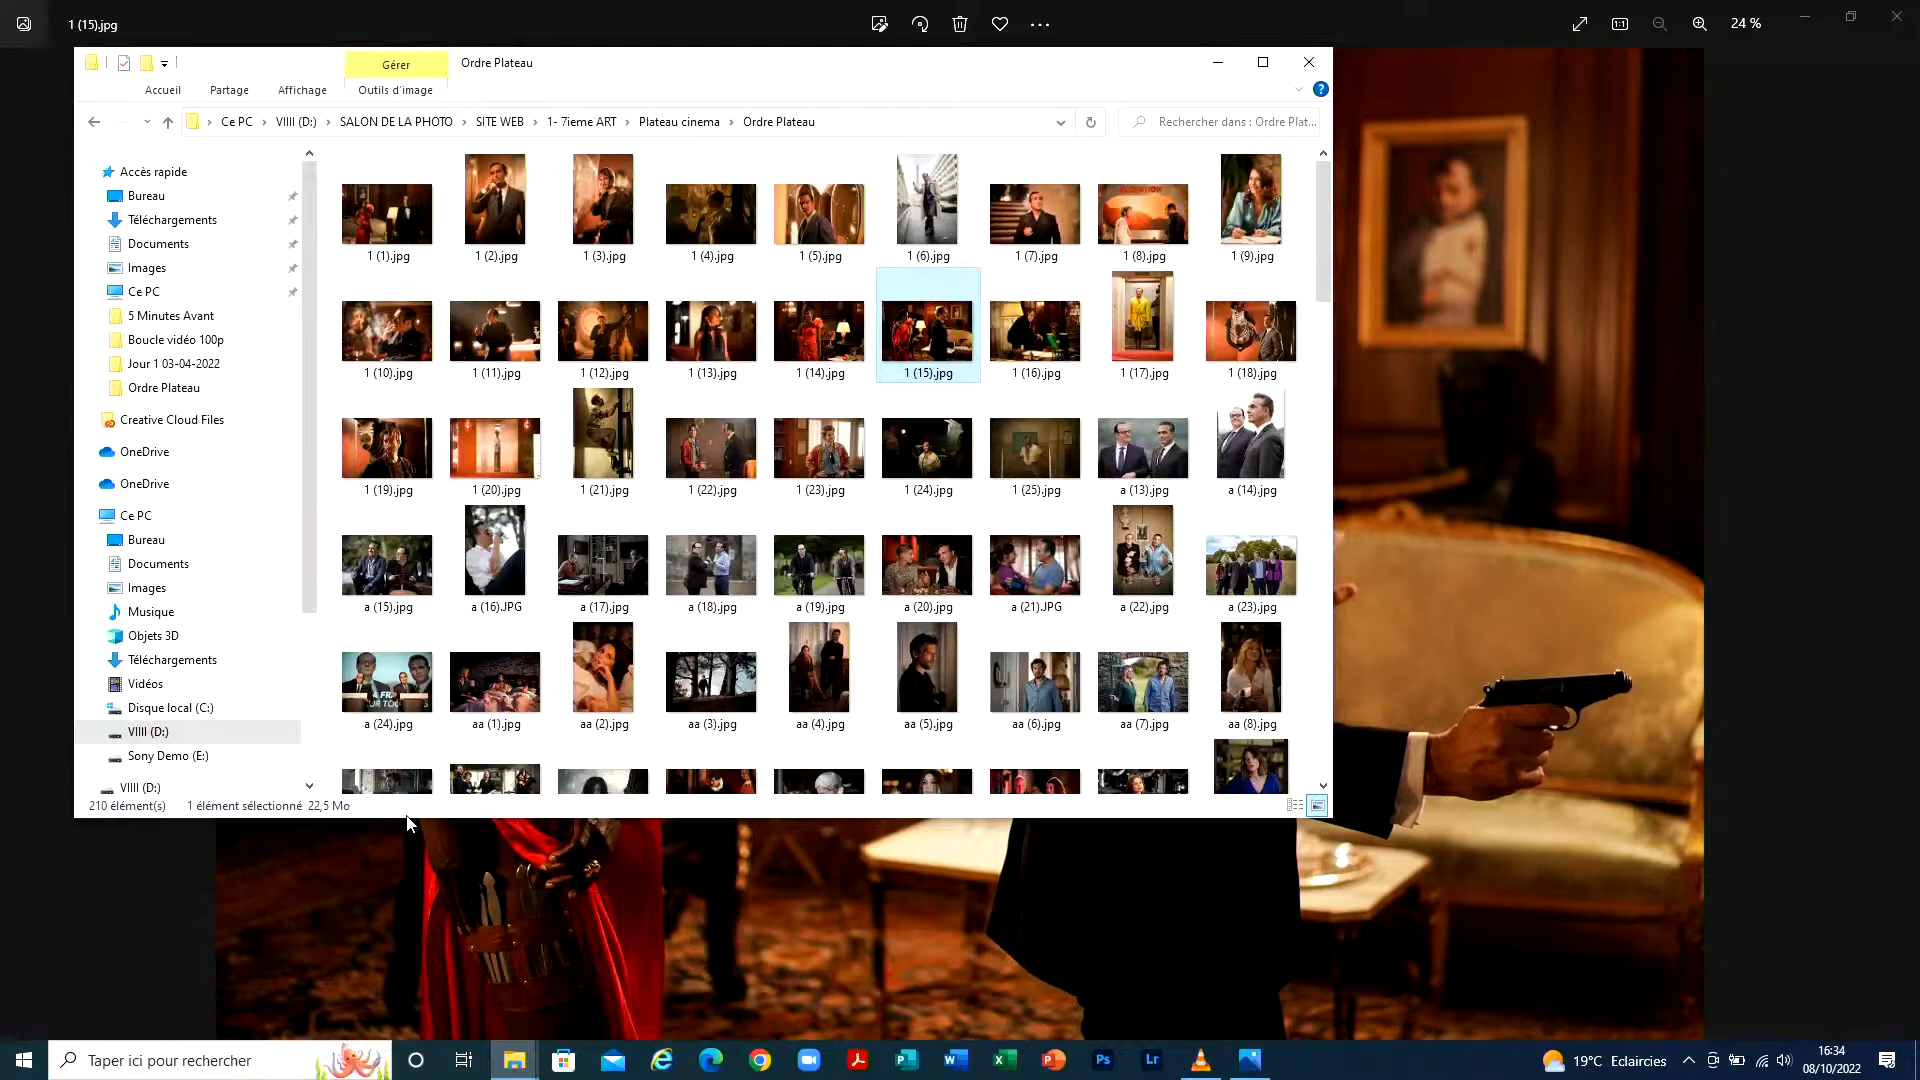 1 (15).jpg
24 %
Gérer
Ordre Plateau
Accueil
Partage
Affichage
Outils d'image
Ce PC
VIIII (D:)
SALON DE LA PHOTO
SITE WEB
1- 7ieme ART
Plateau cinema
Ordre Plateau
Rechercher dans : Ordre Plat...
Accès rapide
Bureau
Téléchargements
Documents
Images
Ce PC
5 Minutes Avant
Boucle vidéo 100p
Jour 1 03-04-2022
Ordre Plateau
Creative Cloud Files
OneDrive
OneDrive
Ce PC
Bureau
Documents
Images
Musique
Objets 3D
Téléchargements
Vidéos
Disque local (C:)
VIIII (D:)
Sony Demo (E:)
VIIII (D:)
1 (1).jpg
1 (2).jpg
1 (3).jpg
1 (4).jpg
1 (5).jpg
1 (6).jpg
1 (7).jpg
1 (8).jpg
1 (9).jpg
1 (10).jpg
1 (11).jpg
1 (12).jpg
1 (13).jpg
1 (14).jpg
1 (15).jpg
1 (16).jpg
1 (17).jpg
1 (18).jpg
1 (19).jpg
1 (20).jpg
1 (21).jpg
1 (22).jpg
1 (23).jpg
1 (24).jpg
1 (25).jpg
a (13).jpg
a (14).jpg
a (15).jpg
a (16).JPG
a (17).jpg
a (18).jpg
a (19).jpg
a (20).jpg
a (21).JPG
a (22).jpg
a (23).jpg
a (24).jpg
aa (1).jpg
aa (2).jpg
aa (3).jpg
aa (4).jpg
aa (5).jpg
aa (6).jpg
aa (7).jpg
aa (8).jpg
210 élément(s)
1 élément sélectionné 22,5 Mo
Taper ici pour rechercher
19°C Eclaircies
16:34
08/10/2022